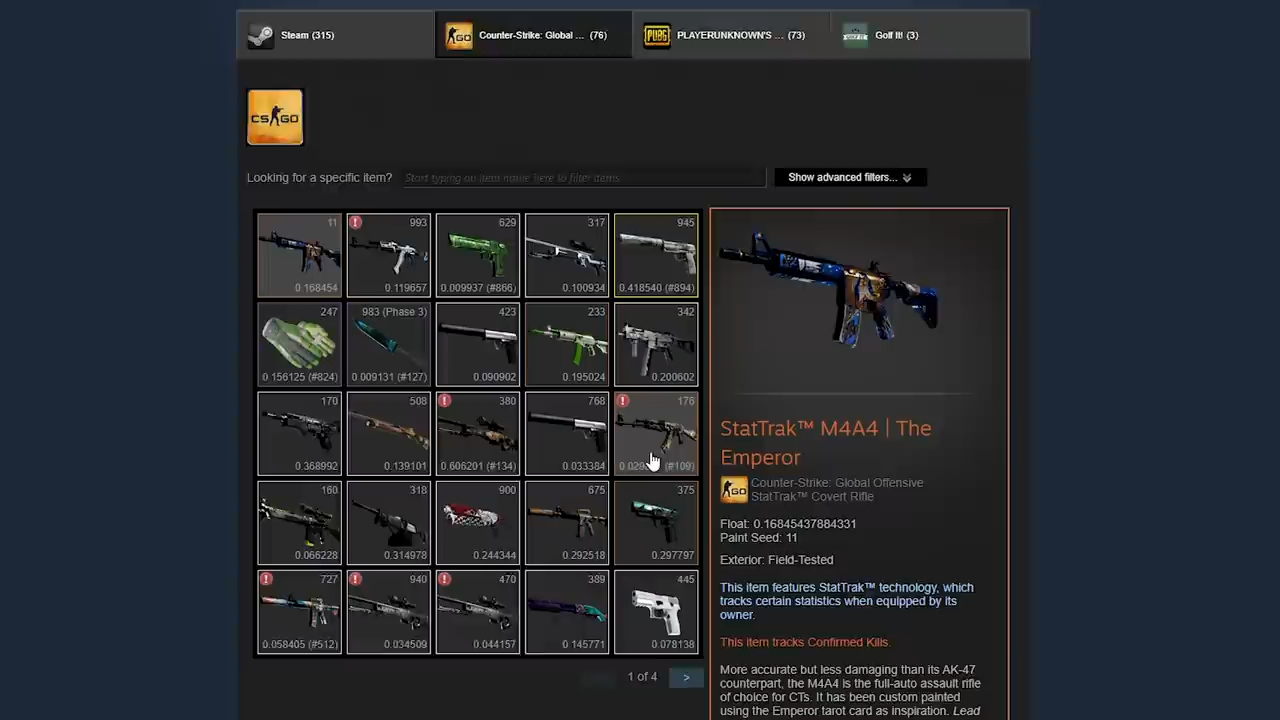 Steam (315)
Counter-Strike: Global ... (76)
PUBG
PLAYERUNKNOWN'S ... (73)
Golf It! (3)
CS GO
Looking for a specific item?
Start typing an item name here to filter items
Show advanced filters...
11
993
629
317
945
0.168454
0.119657
0.009937 (#866)
0.100934
0.418540 (#894)
247
983 (Phase 3)
423
233
342
0.156125 (#824)
0.009131 (#127)
0.090902
0.195024
0.200602
170
508
380
768
176
0.368992
0.139101
0.606201 (#134)
0.033384
(#109)
160
318
900
675
375
0.066228
0.314978
0.244344
0.292518
0.297797
727
940
470
389
445
0.058405 (#512)
0.034509
0.044157
0.145771
0.078138
1 of 4
>
StatTrak™ M4A4 | The
Emperor
GO
Counter-Strike: Global Offensive
StatTrak™ Covert Rifle
Float: 0.16845437884331
Paint Seed: 11
Exterior: Field-Tested
This item features StatTrak™ technology, which
tracks certain statistics when equipped by its
owner.
This item tracks Confirmed Kills.
More accurate but less damaging than its AK-47
counterpart, the M4A4 is the full-auto assault rifle
of choice for CTs. It has been custom painted
using the Emperor tarot card as inspiration. Lead